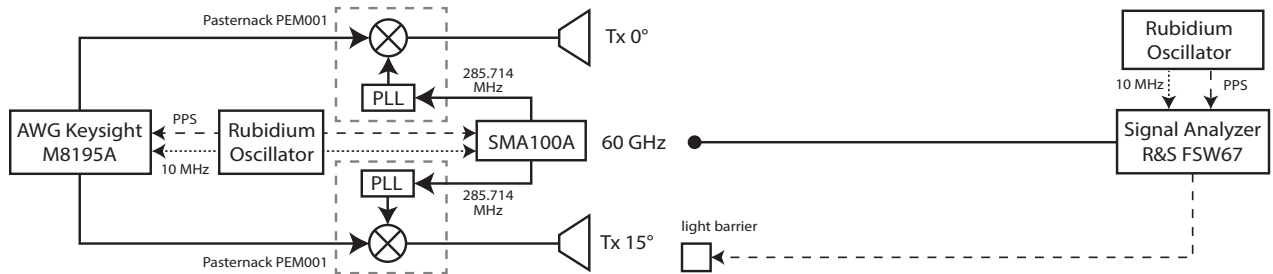 Pasternack PEM001
Tx 0°
285.714
MHz
PLL
AWG Keysight
M8195A
PPS
10 MHz
Rubidium
Oscillator
SMA100A
60 GHz
PLL
285.714
MHz
Tx 15°
Pasternack PEM001
light barrier
Rubidium
Oscillator
10 MHz
PPS
Signal Analyzer
R&S FSW67